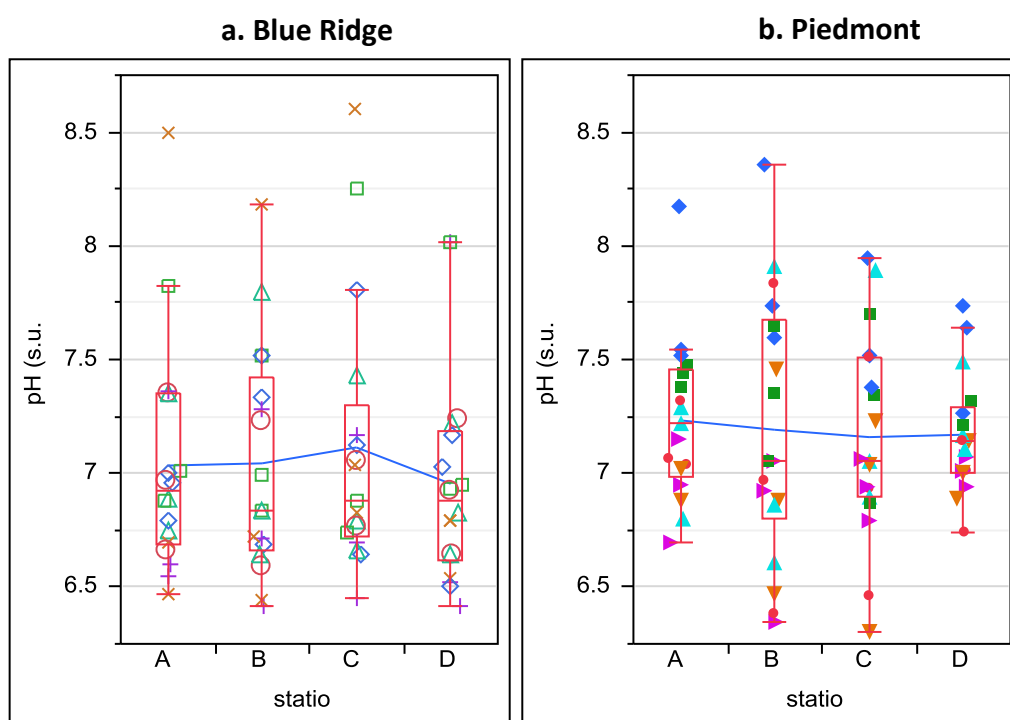 a. Blue Ridge
8.5
8
7.5
7
6.5
pH (s.u.
A B C D
statio
b. Piedmont
8.5
8
7.5
7
6.5
pH (s.u.
A B C D
statio